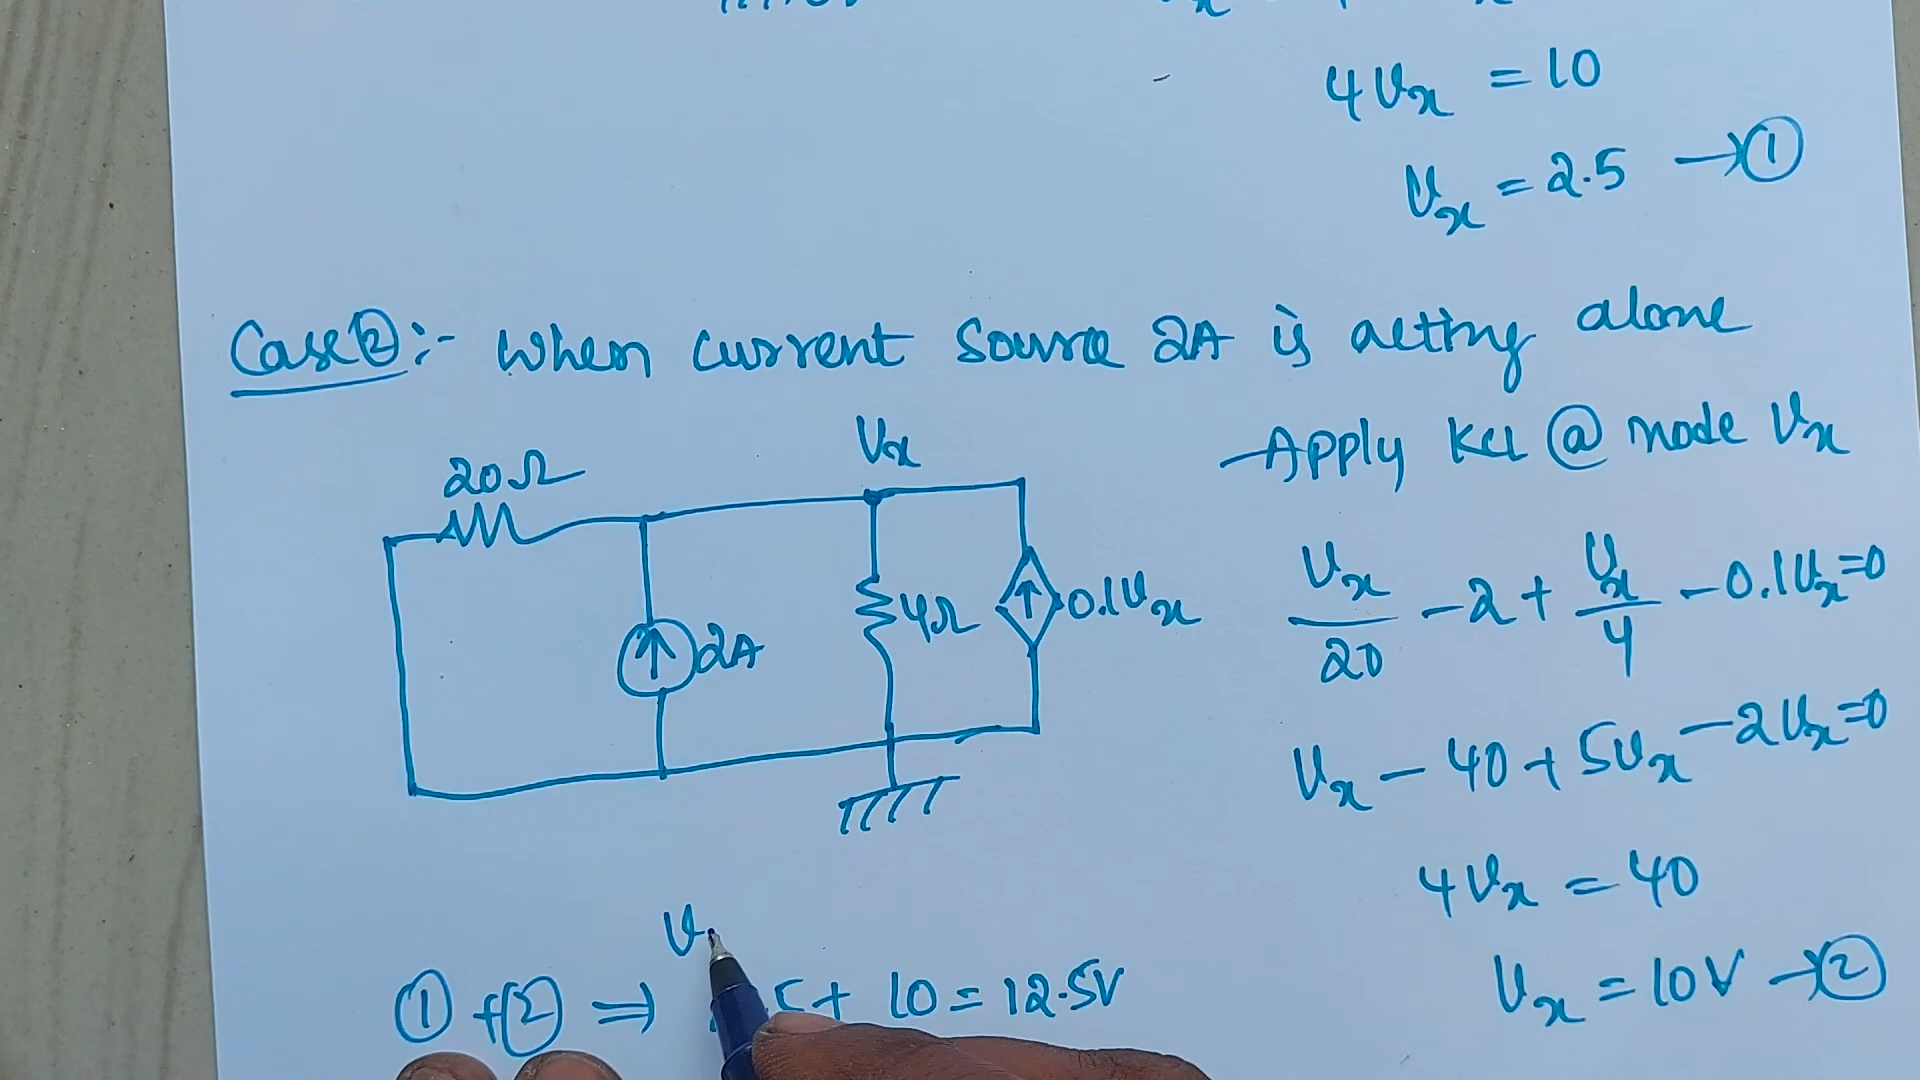 4Vx = 10
Vx = 2.5 → ①
Case②:- When current Source 2A is acting alone
Vx
20Ω
2A
4Ω
0.1Vx
Apply KCL @ node Vx
Vx/20 - 2 + Vx/4 - 0.1Vx = 0
Vx - 40 + 5Vx - 2Vx = 0
4Vx = 40
Vx = 10V → ②
V
① + ② ⇒ 5 + 10 = 12.5V